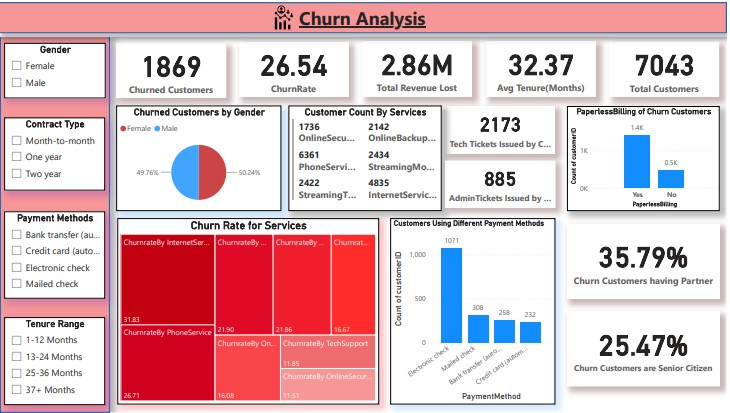 Churn Analysis
Gender
Female
Male
Contract Type
Month-to-month
One year
Two year
Payment Methods
Bank transfer (au...
Credit card (auto...
Electronic check
Mailed check
Tenure Range
1-12 Months
13-24 Months
25-36 Months
37+ Months
1869
Churned Customers
26.54
ChurnRate
2.86M
Total Revenue Lost
32.37
Avg Tenure(Months)
7043
Total Customers
Churned Customers by Gender
Female Male
49.76%
50.24%
Customer Count By Services
1736 2142
OnlineSecu... OnlineBackup...
6361 2434
PhoneServi... StreamingMo...
2422 4835
StreamingT... InternetServic...
2173
Tech Tickets Issued by C...
885
AdminTickets Issued by ...
PaperlessBilling of Churn Customers
Count of customerID
1K
0K
1.4K
0.5K
Yes No
PaperlessBilling
Churn Rate for Services
ChurnrateBy InternetSer...
31.83
ChurnrateBy PhoneService
26.71
ChurnrateBy ...
21.90
ChurnrateBy ...
21.86
Churnrat...
16.67
ChurnrateBy On...
16.08
ChurnrateBy TechSupport
11.85
ChurnrateBy OnlineSecur...
11.51
Customers Using Different Payment Methods
Count of customerID
1,000
500
0
1071
308
258
232
Electronic check
Mailed check
Bank transfer (auto...
Credit card (autom...
PaymentMethod
35.79%
Churn Customers having Partner
25.47%
Churn Customers are Senior Citizen